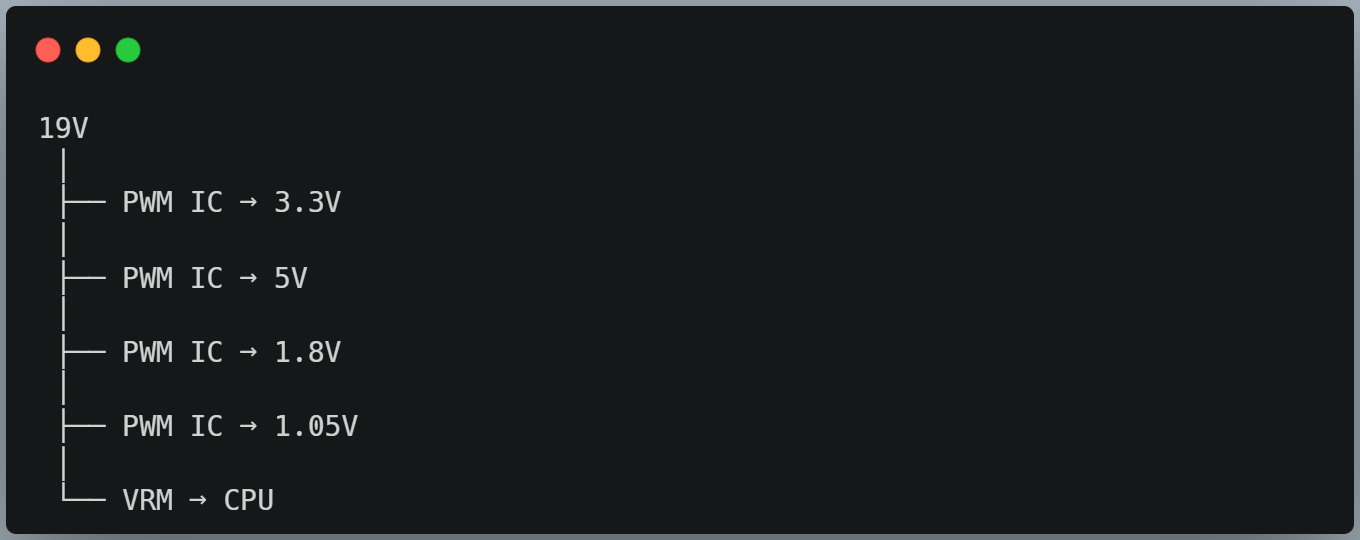 19V
│
├── PWM IC → 3.3V
│
├── PWM IC → 5V
│
├── PWM IC → 1.8V
│
├── PWM IC → 1.05V
│
└── VRM → CPU